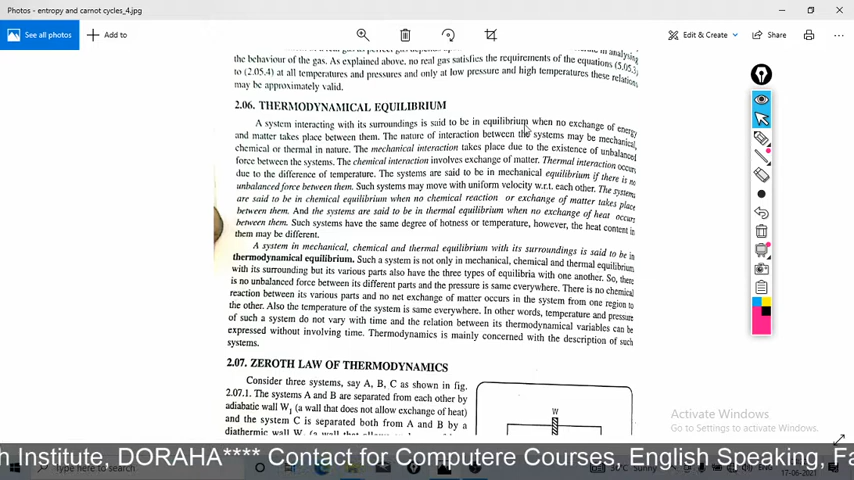 Photos - entropy and carnot cycles_4.jpg
See all photos
Add to
Edit & Create
Share
in analysing
the behaviour of the gas. As explained above, no real gas satisfies the requirements of the equations (5.05.3)
to (2.05.4) at all temperatures and pressures and only at low pressure and high temperatures these relations
may be approximately valid.
2.06. THERMODYNAMICAL EQUILIBRIUM
A system interacting with its surroundings is said to be in equilibrium when no exchange of energy
and matter takes place between them. The nature of interaction between the systems may be mechanical,
chemical or thermal in nature. The mechanical interaction takes place due to the existence of unbalanced
force between the systems. The chemical interaction involves exchange of matter. Thermal interaction occurs
due to the difference of temperature. The systems are said to be in mechanical equilibrium if there is no
unbalanced force between them. Such systems may move with uniform velocity w.r.t. each other. The systems
are said to be in chemical equilibrium when no chemical reaction or exchange of matter takes place
between them. And the systems are said to be in thermal equilibrium when no exchange of heat occurs
between them. Such systems have the same degree of hotness or temperature, however, the heat content in
them may be different.
A system in mechanical, chemical and thermal equilibrium with its surroundings is said to be in
thermodynamical equilibrium. Such a system is not only in mechanical, chemical and thermal equilibrium
with its surrounding but its various parts also have the three types of equilibria with one another. So, there
is no unbalanced force between its different parts and the pressure is same everywhere. There is no chemical
reaction between its various parts and no net exchange of matter occurs in the system from one region to
the other. Also the temperature of the system is same everywhere. In other words, temperature and pressure
of such a system do not vary with time and the relation between its thermodynamical variables can be
expressed without involving time. Thermodynamics is mainly concerned with the description of such
systems.
2.07. ZEROTH LAW OF THERMODYNAMICS
Consider three systems, say A, B, C as shown in fig.
2.07.1. The systems A and B are separated from each other by
adiabatic wall W1 (a wall that does not allow exchange of heat)
and the system C is separated both from A and B by a
diathermic wall W (a wall that
W
Activate Windows
Go to Settings to activate Windows.
h Institute, DORAHA**** Contact for Computere Courses, English Speaking, Fa
Type here to search
Sunny
17-06-2021